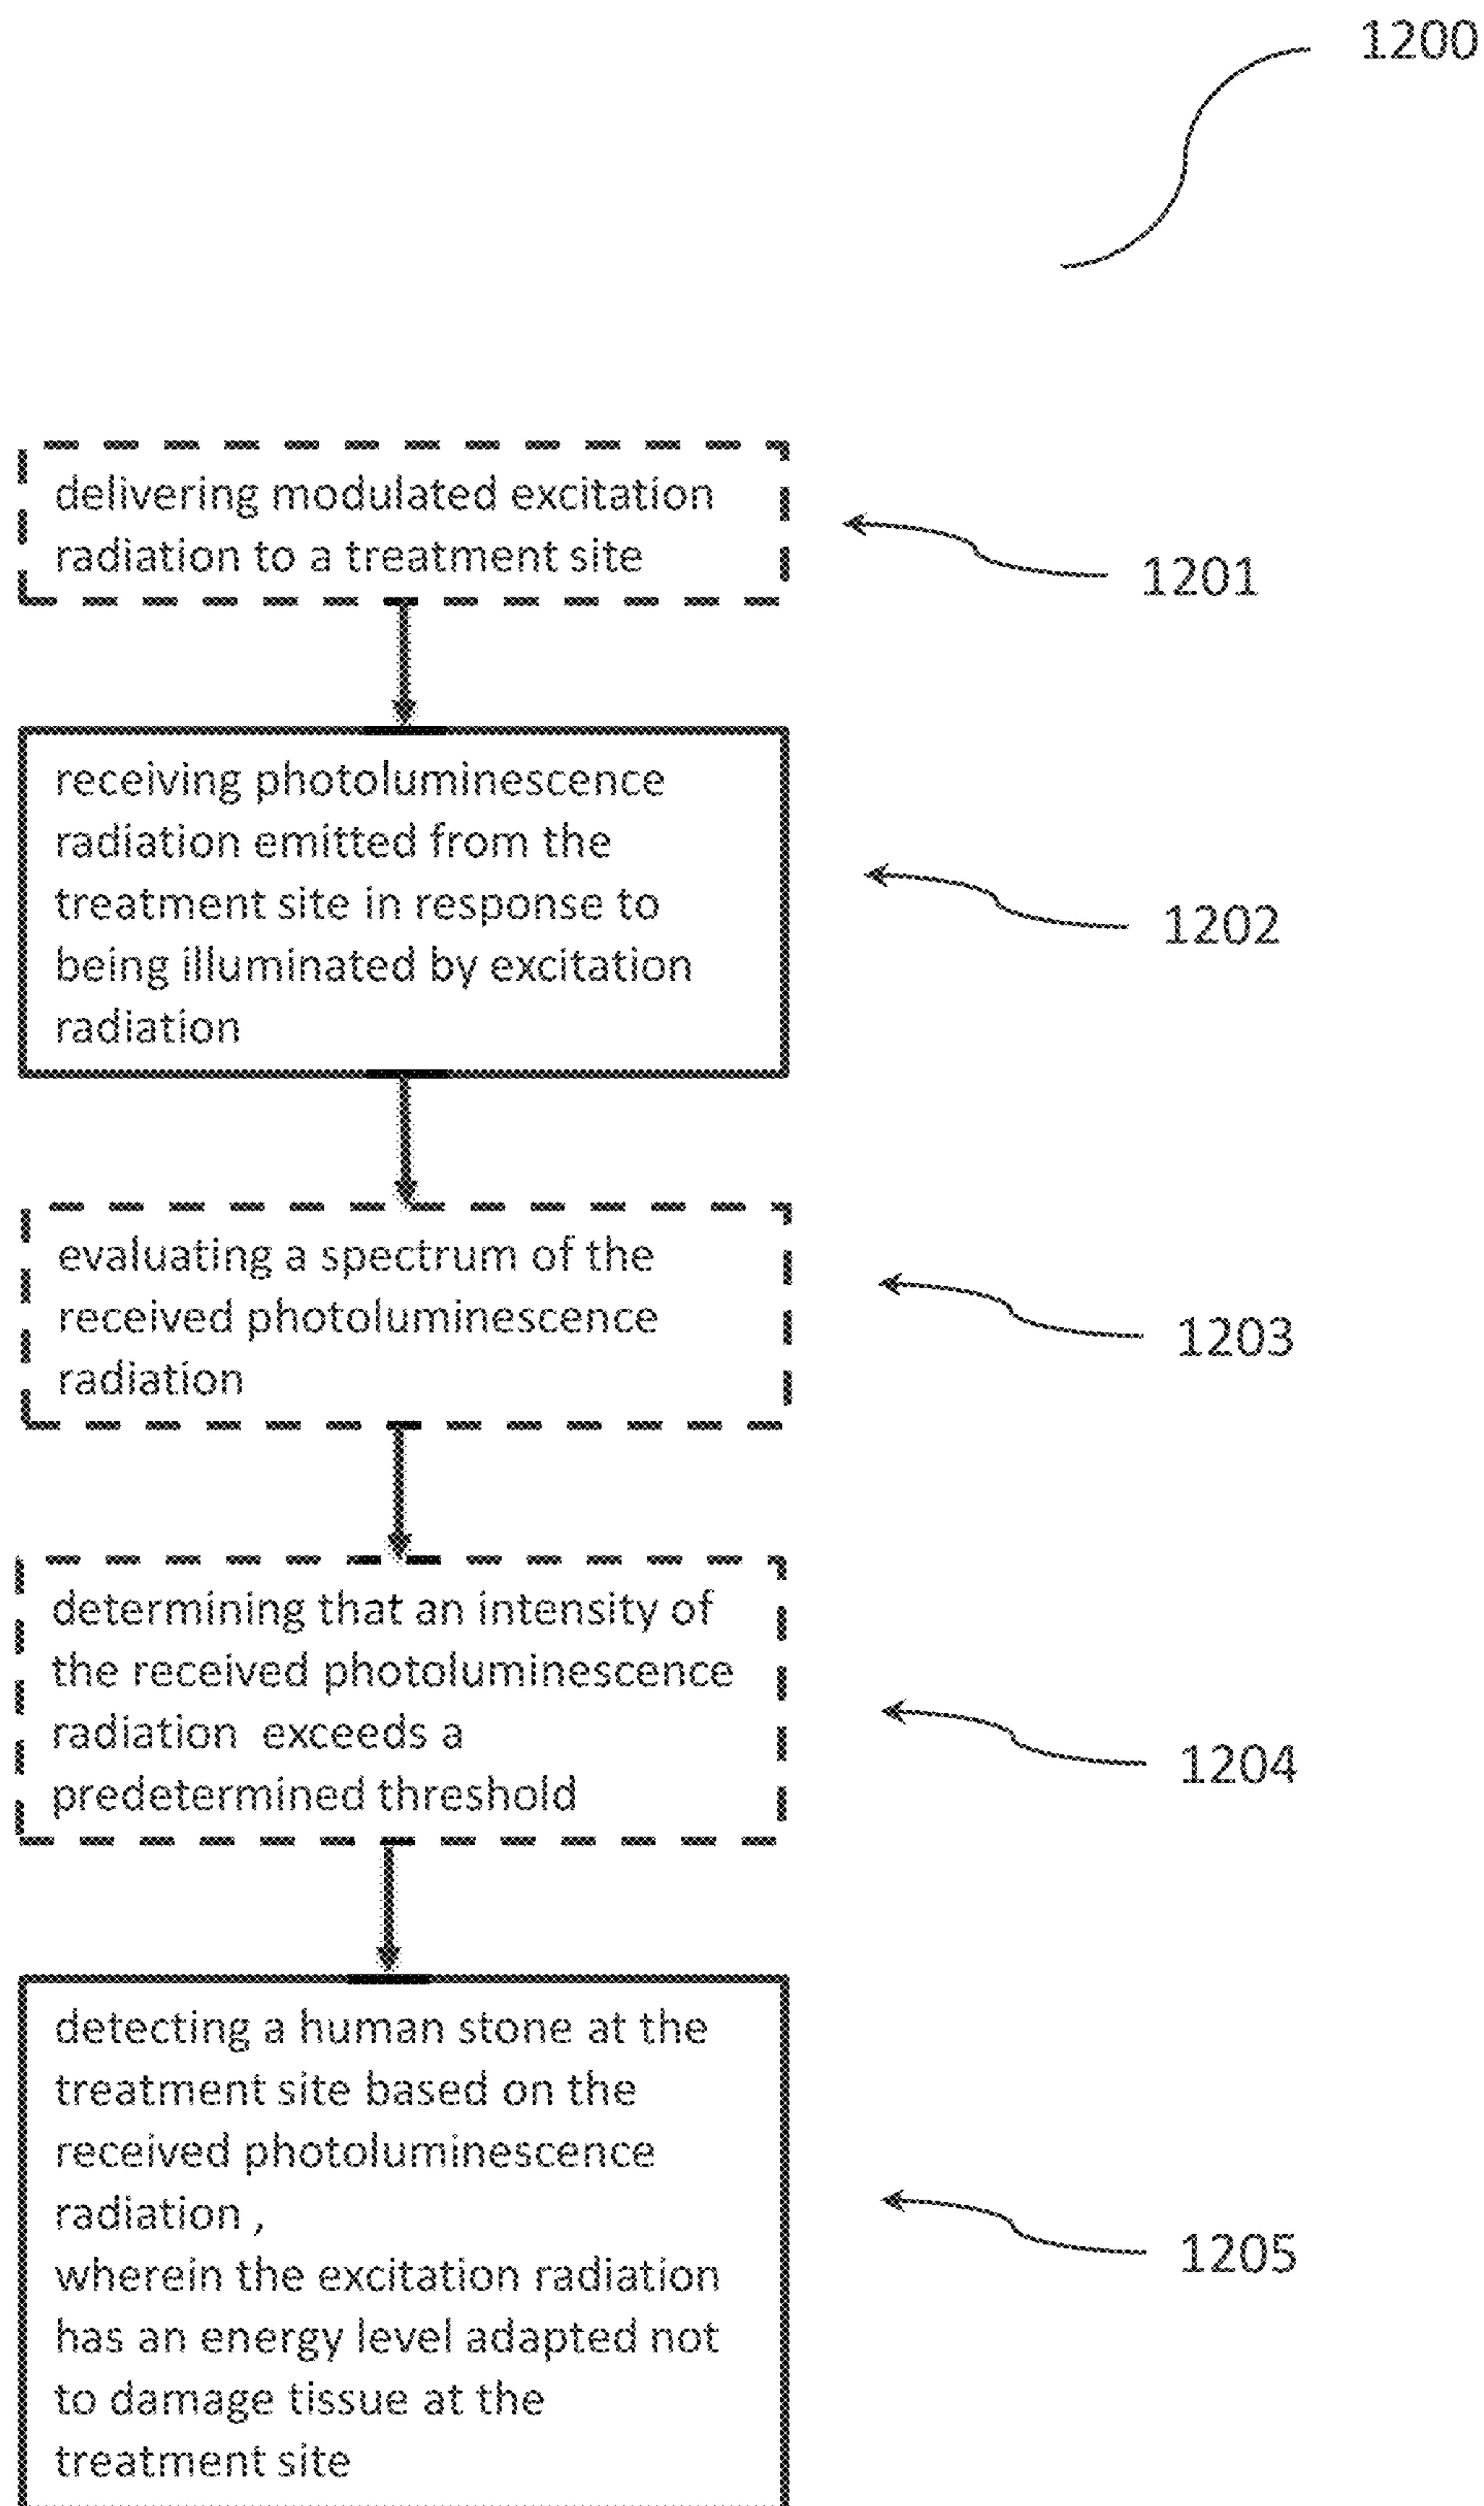 1200
delivering modulated excitation
radiation to a treatment site
1201
receiving photoluminescence
radiation emitted from the
treatment site in response to
being illuminated by excitation
radiation
1202
evaluating a spectrum of the
received photoluminescence
radiation
1203
determining that an intensity of
the received photoluminescence
radiation exceeds a
predetermined threshold
1204
detecting a human stone at the
treatment site based on the
received photoluminescence
radiation ,
wherein the excitation radiation
has an energy level adapted not
to damage tissue at the
treatment site
1205